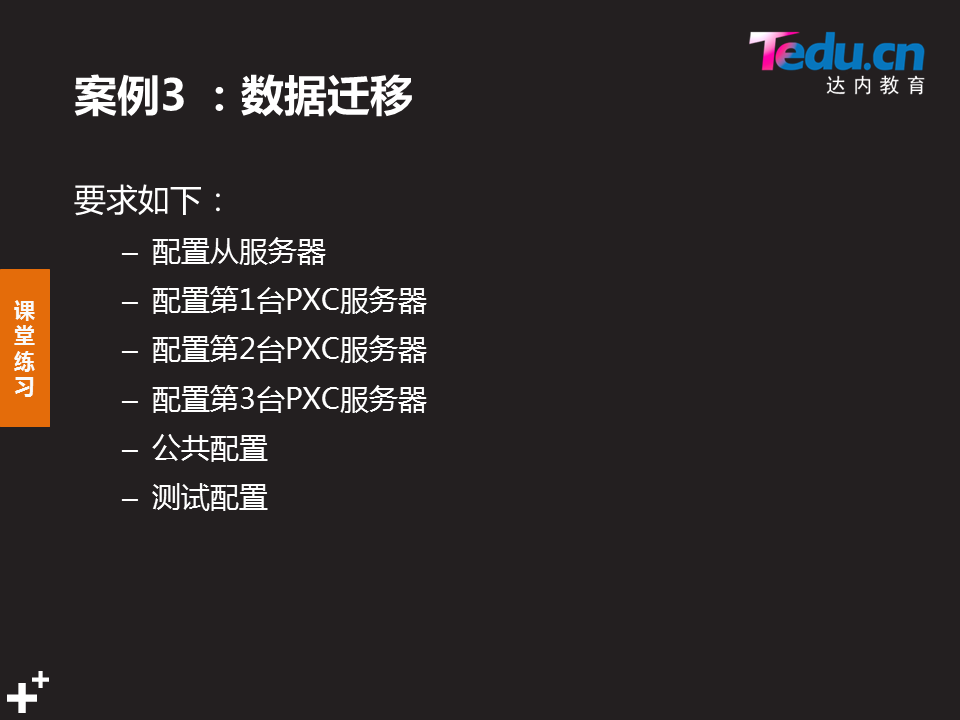 Tedu.cn
达内教育
案例3 ：数据迁移
要求如下：
– 配置从服务器
– 配置第1台PXC服务器
– 配置第2台PXC服务器
– 配置第3台PXC服务器
– 公共配置
– 测试配置
课
堂
练
习